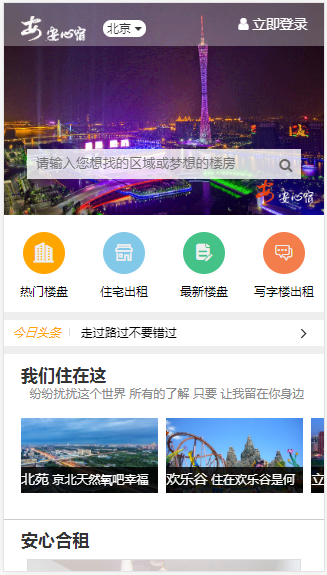 安心宿 北京 立即登录
请输入您想找的区域或梦想的楼房
安心宿
热门楼盘 住宅出租 最新楼盘 写字楼出租
今日头条 走过路过不要错过
我们住在这
纷纷扰扰这个世界 所有的了解 只要 让我留在你身边
北苑 京北天然氧吧幸福
欢乐谷 住在欢乐谷是何
立
安心合租